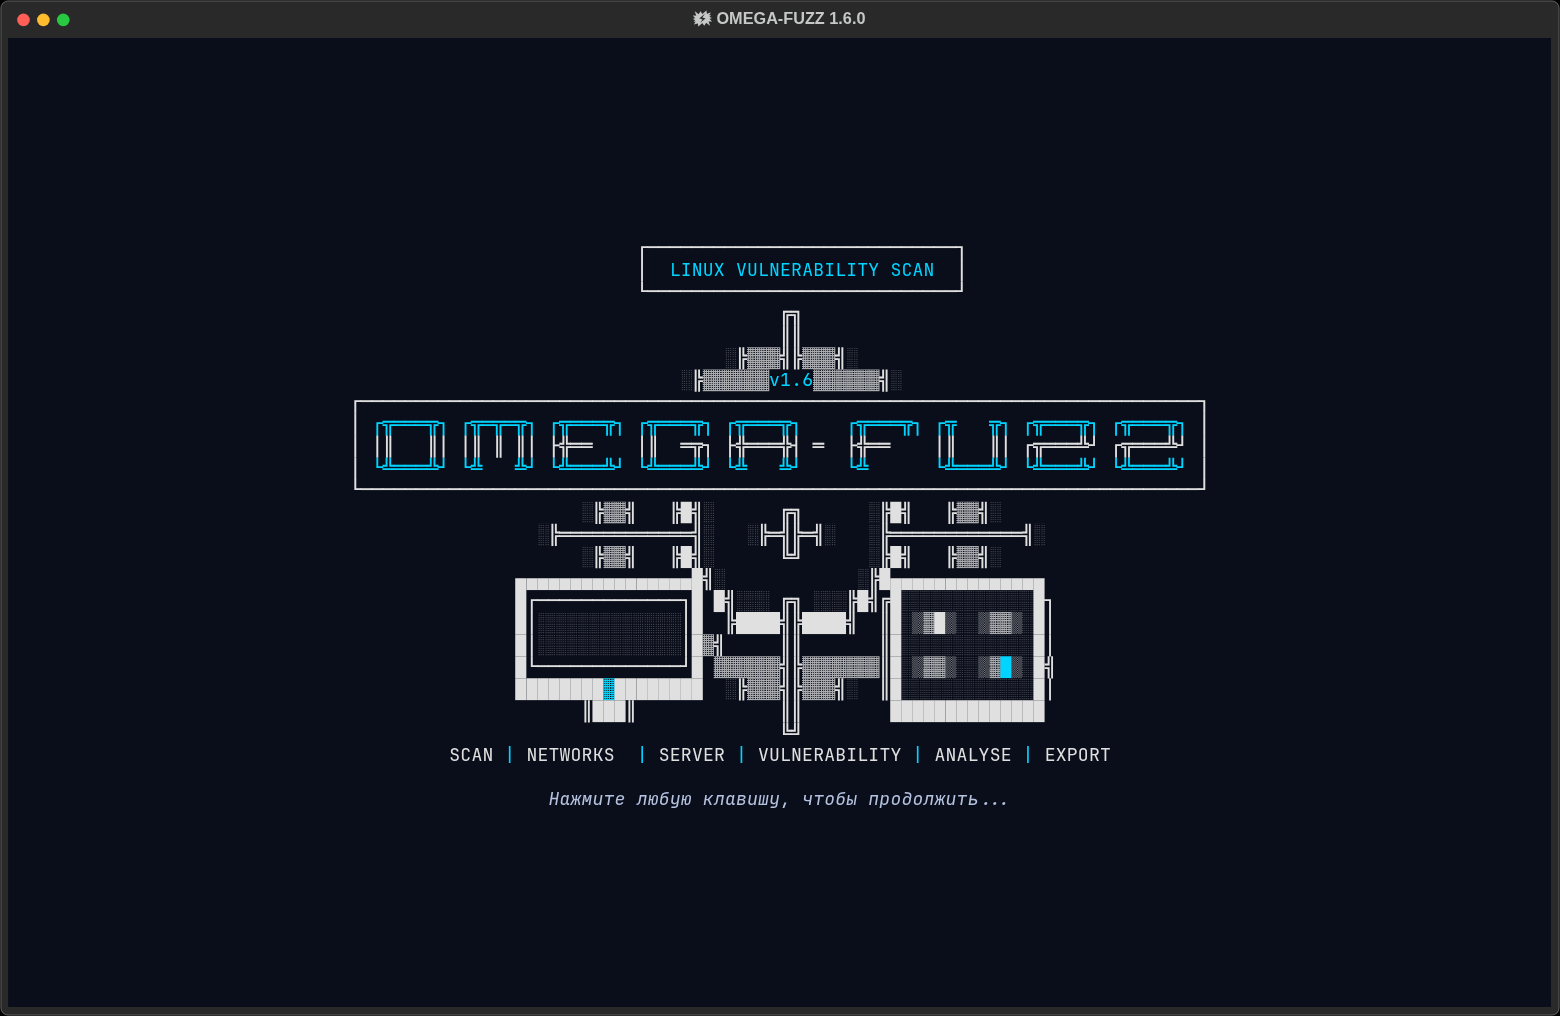 OMEGA-FUZZ 1.6.0
LINUX VULNERABILITY SCAN
v1.6
OMEGA-FUZZ
SCAN | NETWORKS | SERVER | VULNERABILITY | ANALYSE | EXPORT
Нажмите любую клавишу, чтобы продолжить...